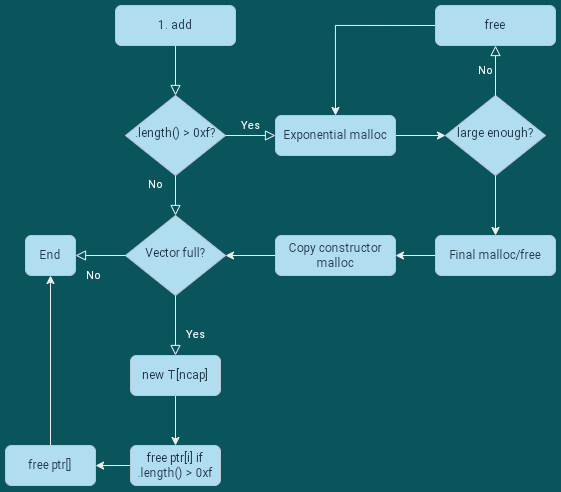 1. add
free
No
.length() > 0xf?
Yes
Exponential malloc
large enough?
No
End
Vector full?
Copy constructor
malloc
Final malloc/free
No
Yes
new T[ncap]
free ptr[]
free ptr[i] if
.length() > 0xf